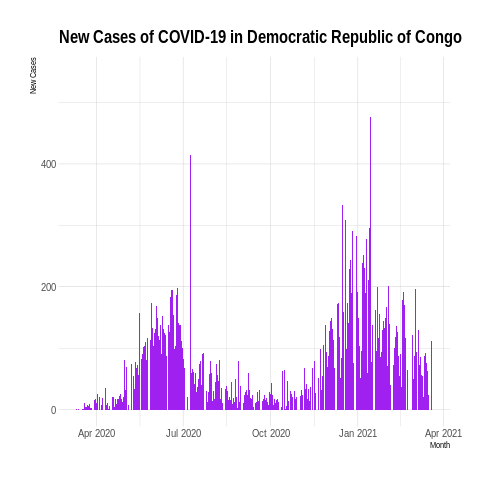 New Cases of COVID-19 in Democratic Republic of Congo
New Cases
400
200
0
Apr 2020
Jul 2020
Oct 2020
Jan 2021
Apr 2021
Month